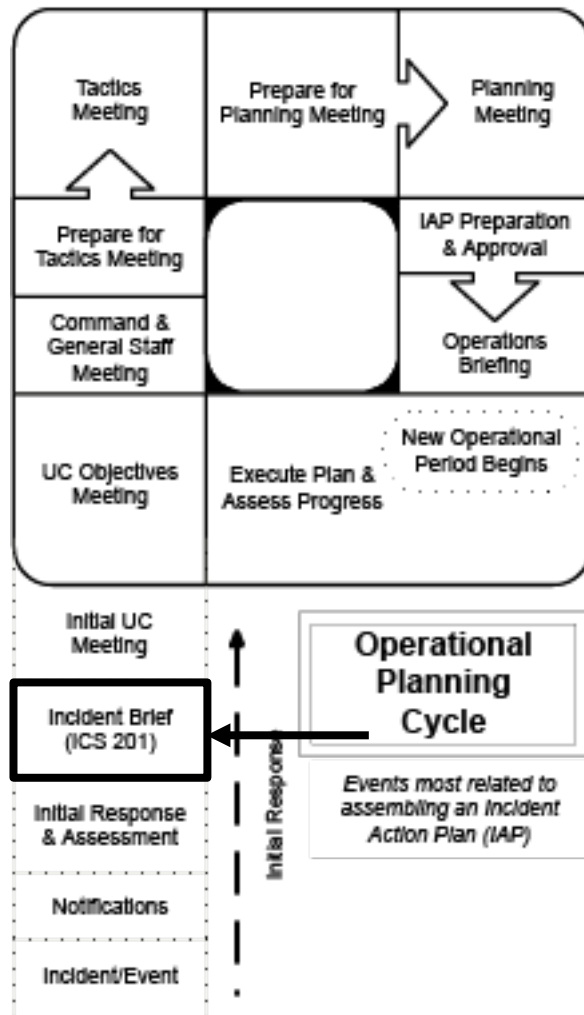 Tactics
Meeting
Prepare for
Planning Meeting
Planning
Meeting
Prepare for
Tactics Meeting
IAP Preparation
& Approval
Command &
General Staff
Meeting
Operations
Briefing
UC Objectives
Meeting
Execute Plan &
Assess Progress
New Operational
Period Begins
Initial UC
Meeting
Incident Brief
(ICS 201)
Initial Response
& Assessment
Notifications
Incident/Event
Initial Response
Operational
Planning
Cycle
Events most related to
assembling an Incident
Action Plan (IAP)